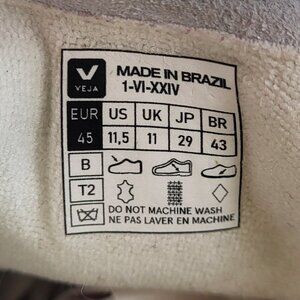 V MADE IN BRAZIL
VEJA 1-VI-XXIV
EUR US UK JP BR
45 11,5 11 29 43
B
T2
DO NOT MACHINE WASH
NE PAS LAVER EN MACHINE